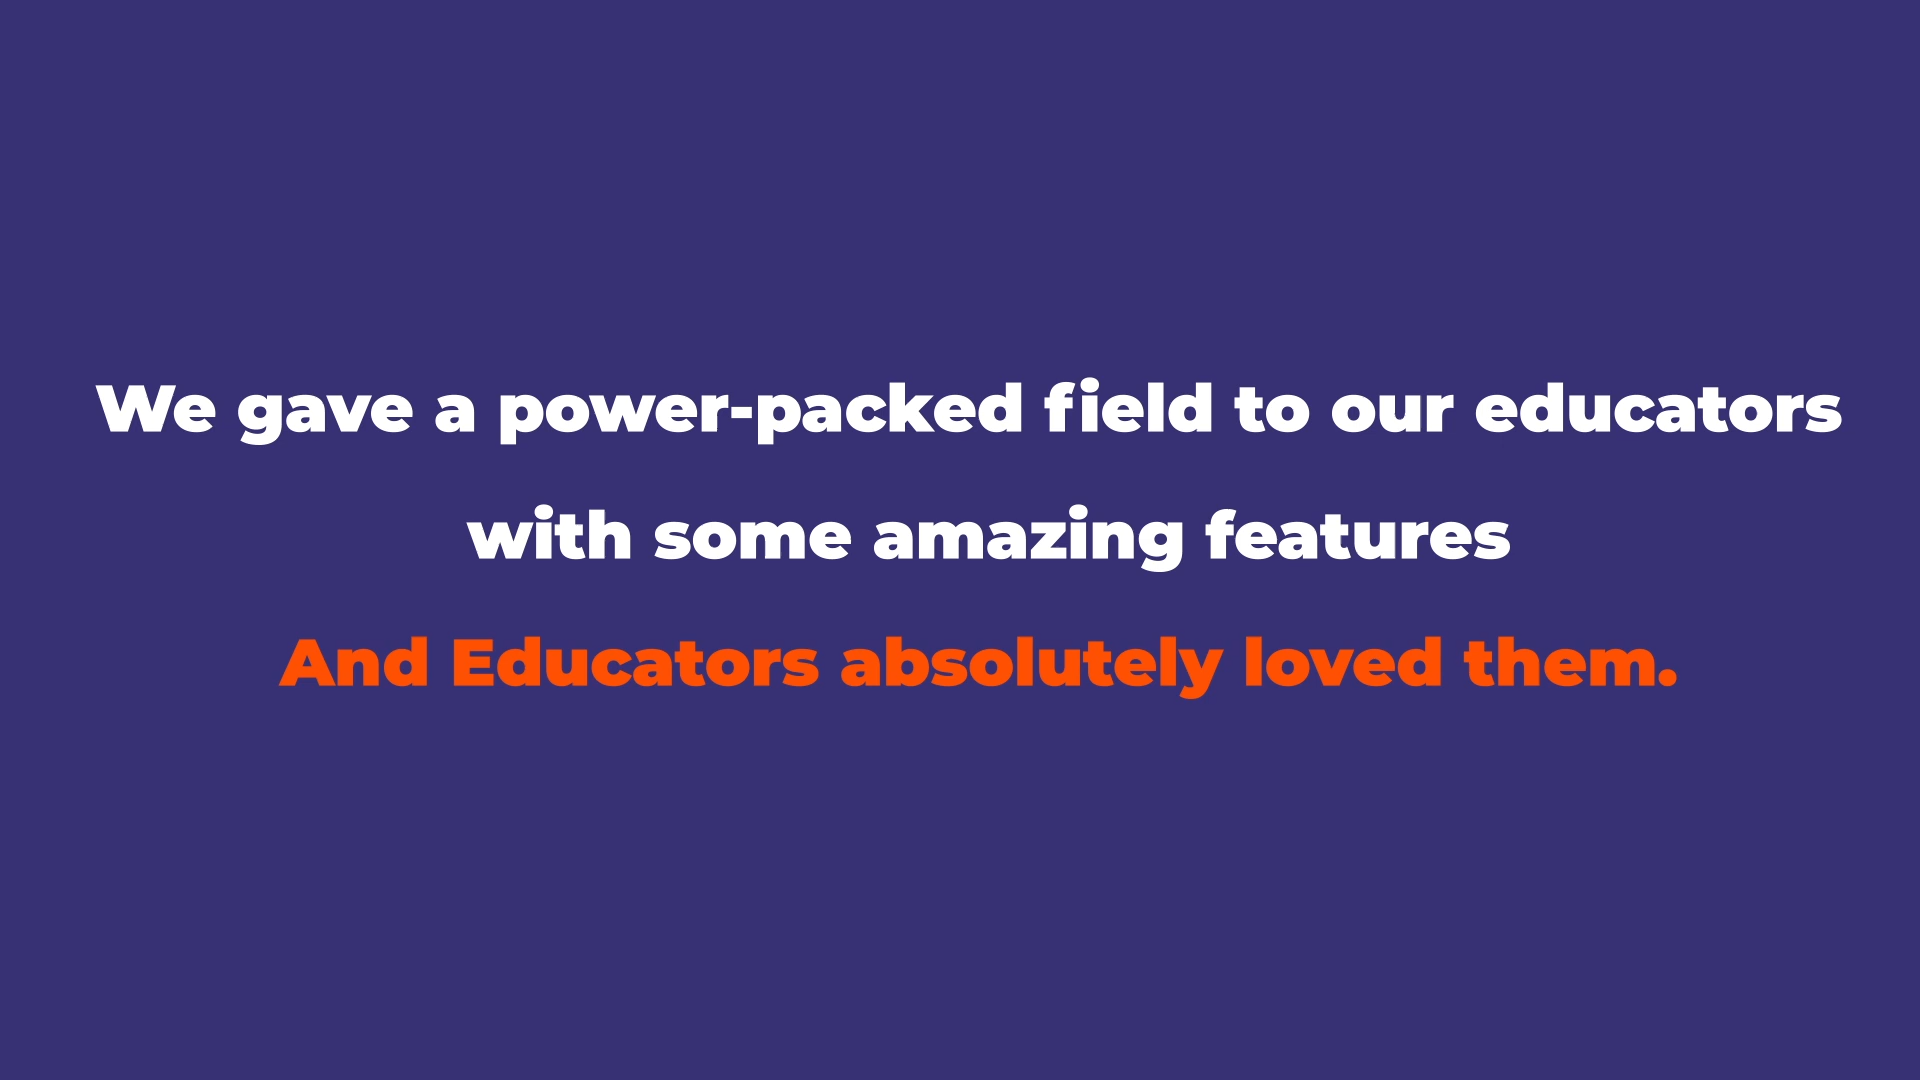 We gave a power-packed field to our educators
with some amazing features
And Educators absolutely loved them.